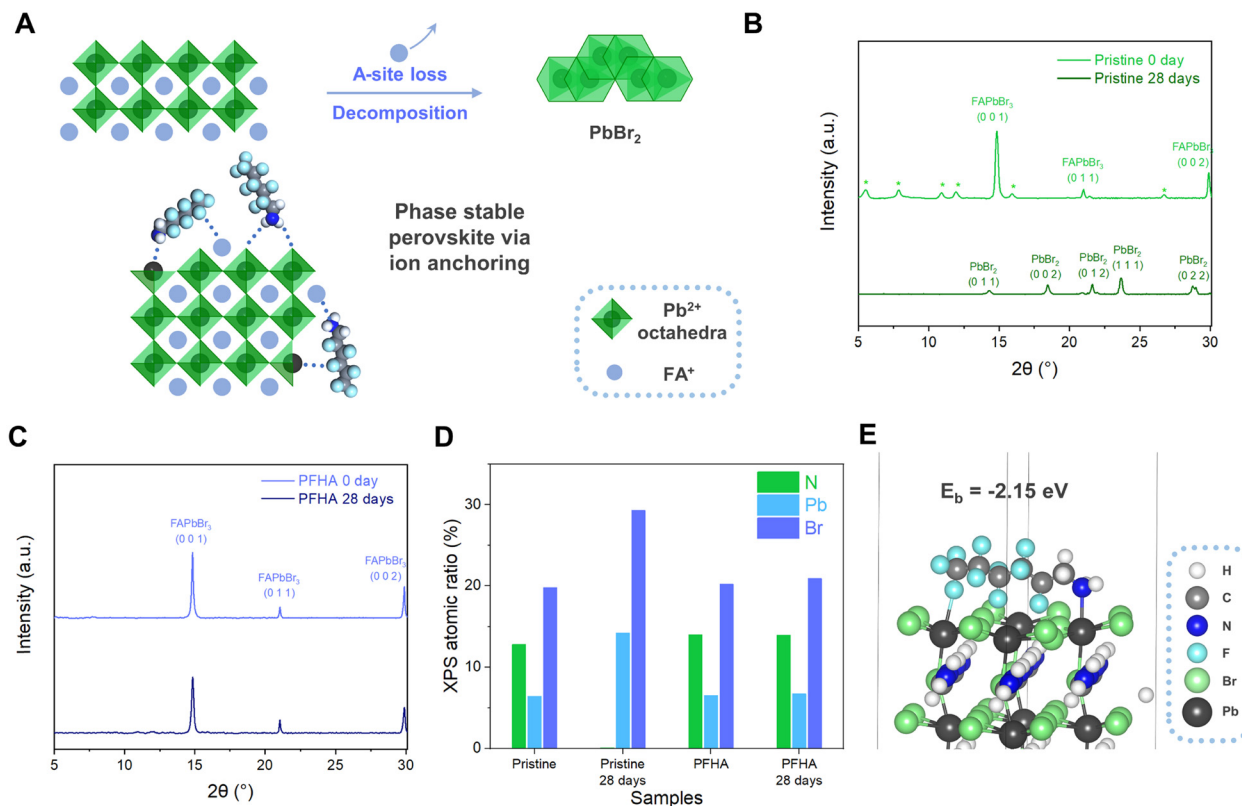 A
A-site loss
Decomposition
PbBr₂
Phase stable
perovskite via
ion anchoring
Pb²⁺
octahedra
FA⁺
B
Intensity (a.u.)
Pristine 0 day
Pristine 28 days
FAPbBr₃
(0 0 1)
FAPbBr₃
(0 1 1)
FAPbBr₃
(0 0 2)
* * * * * *
PbBr₂
(0 1 1)
PbBr₂
(0 0 2)
PbBr₂
(0 1 2)
PbBr₂
(1 1 1)
PbBr₂
(0 2 2)
5 10 15 20 25 30
2θ (°)
C
Intensity (a.u.)
PFHA 0 day
PFHA 28 days
FAPbBr₃
(0 0 1)
FAPbBr₃
(0 1 1)
FAPbBr₃
(0 0 2)
5 10 15 20 25 30
2θ (°)
D
XPS atomic ratio (%)
30
20
10
0
N
Pb
Br
Pristine
Pristine
28 days
PFHA
PFHA
28 days
Samples
E
E_b = -2.15 eV
H
C
N
F
Br
Pb